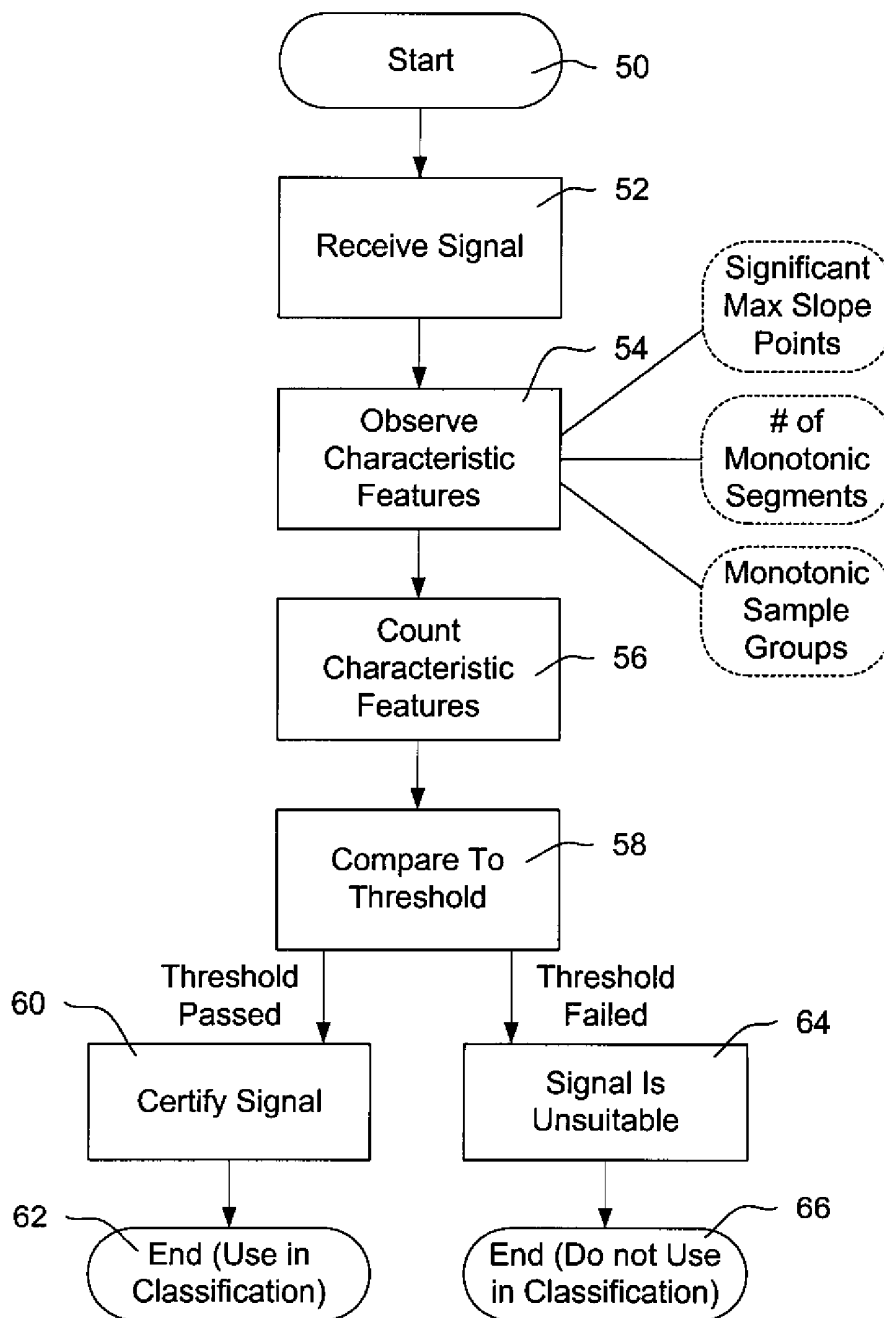 Start
50
52
Receive Signal
Significant
Max Slope
Points
54
Observe
Characteristic
Features
# of
Monotonic
Segments
Monotonic
Sample
Groups
Count
Characteristic
Features
56
Compare To
Threshold
58
Threshold
Passed
Threshold
Failed
60
Certify Signal
64
Signal Is
Unsuitable
62
End (Use in
Classification)
66
End (Do not Use
in Classification)